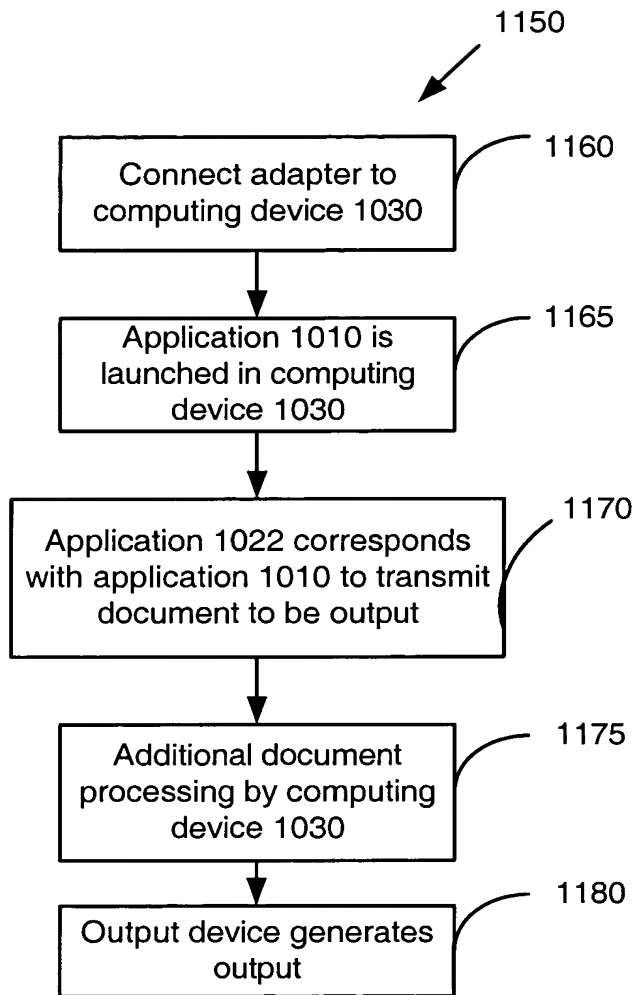 1150
1160
Connect adapter to
computing device 1030
1165
Application 1010 is
launched in computing
device 1030
1170
Application 1022 corresponds
with application 1010 to transmit
document to be output
1175
Additional document
processing by computing
device 1030
1180
Output device generates
output